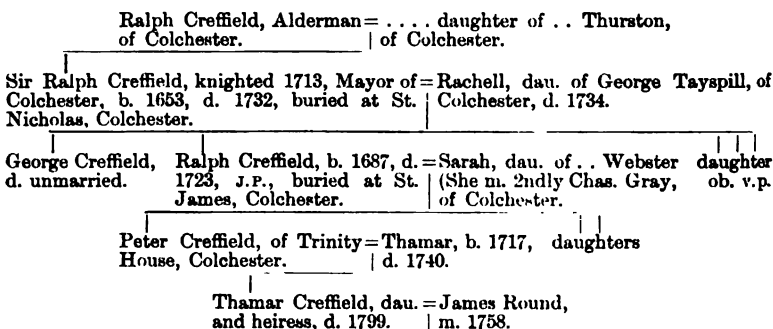 Ralph Creffield, Alderman = . . . . daughter of . . Thurston,
of Colchester. | of Colchester.
Sir Ralph Creffield, knighted 1713, Mayor of = Rachell, dau. of George Tayspill, of
Colchester, b. 1653, d. 1732, buried at St. | Colchester, d. 1734.
Nicholas, Colchester.
George Creffield, Ralph Creffield, b. 1687, d. = Sarah, dau. of . . Webster daughter
d. unmarried. 1723, J.P., buried at St. | (She m. 2ndly Chas. Gray, ob. v.p.
James, Colchester. | of Colchester.
Peter Creffield, of Trinity = Thamar, b. 1717, daughters
House, Colchester. | d. 1740.
Thamar Creffield, dau. = James Round,
and heiress, d. 1799. | m. 1758.